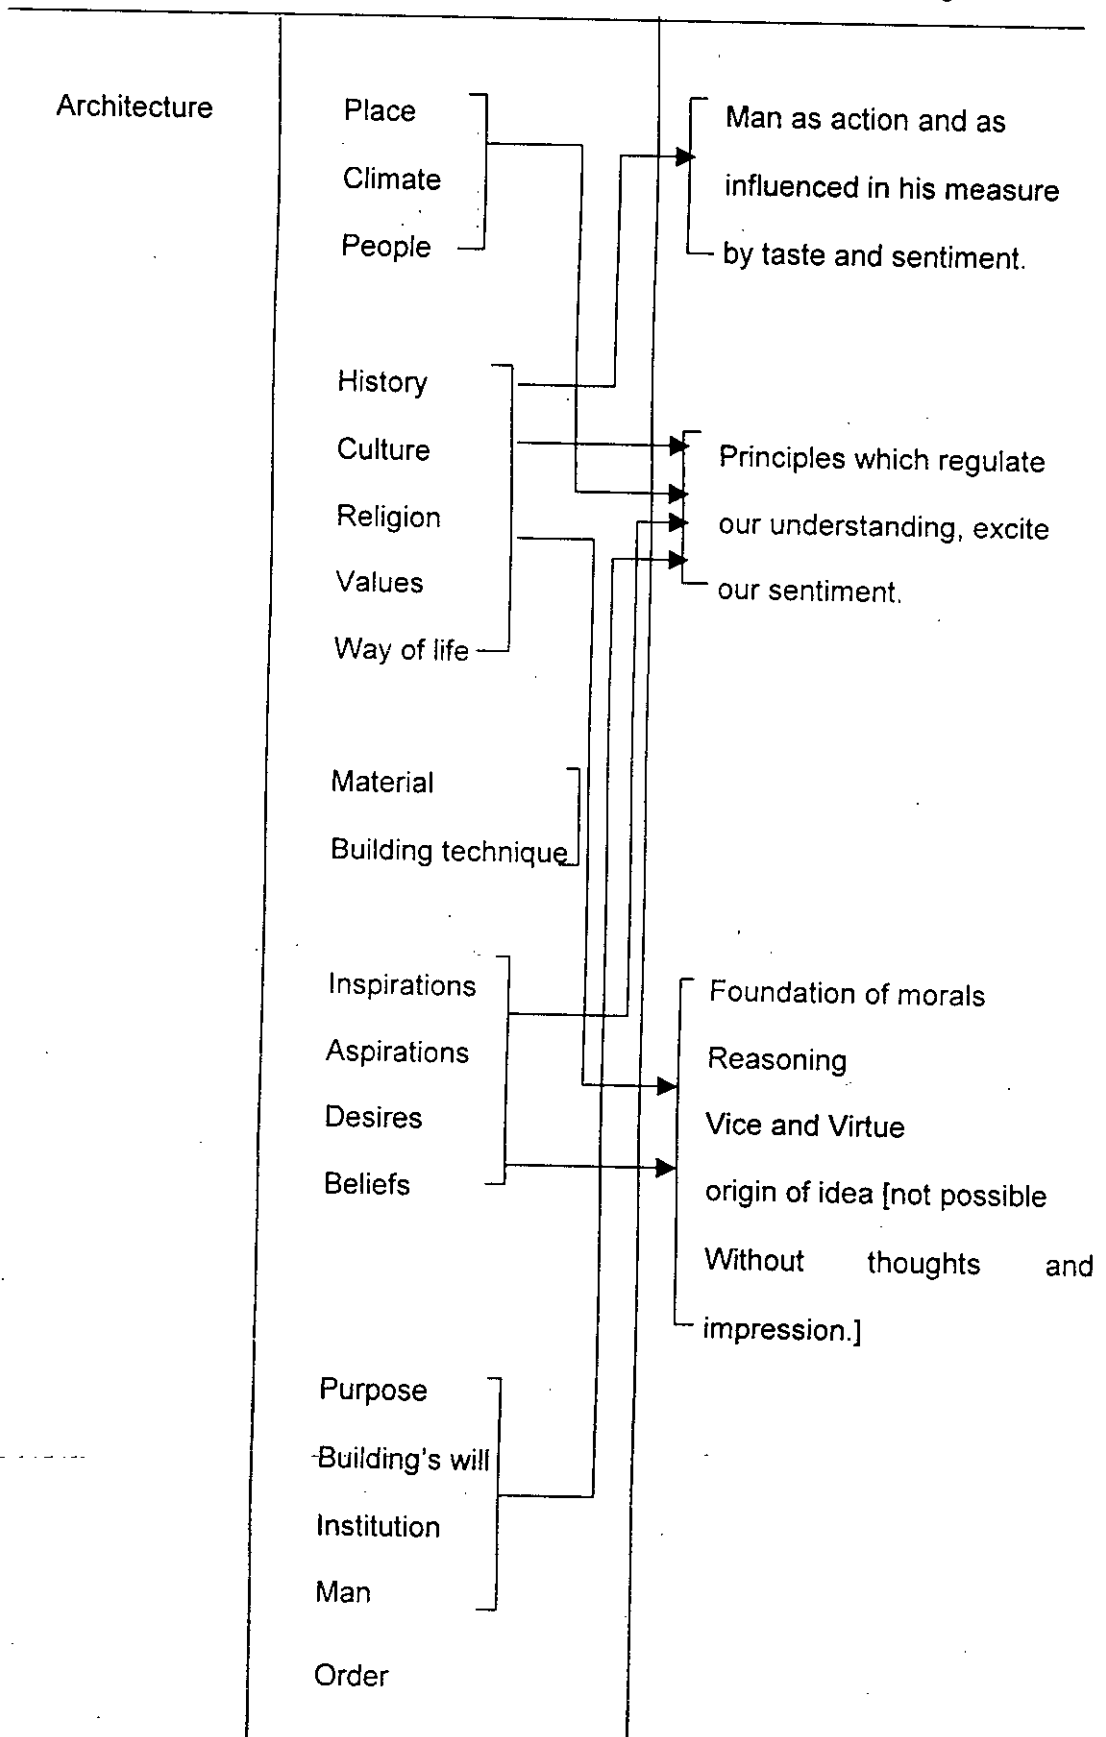 Architecture
Place
Climate
People
History
Culture
Religion
Values
Way of life
Material
Building technique
Inspirations
Aspirations
Desires
Beliefs
Purpose
Building's will
Institution
Man
Order
Man as action and as
influenced in his measure
by taste and sentiment.
Principles which regulate
our understanding, excite
our sentiment.
Foundation of morals
Reasoning
Vice and Virtue
origin of idea [not possible
Without thoughts and
impression.]